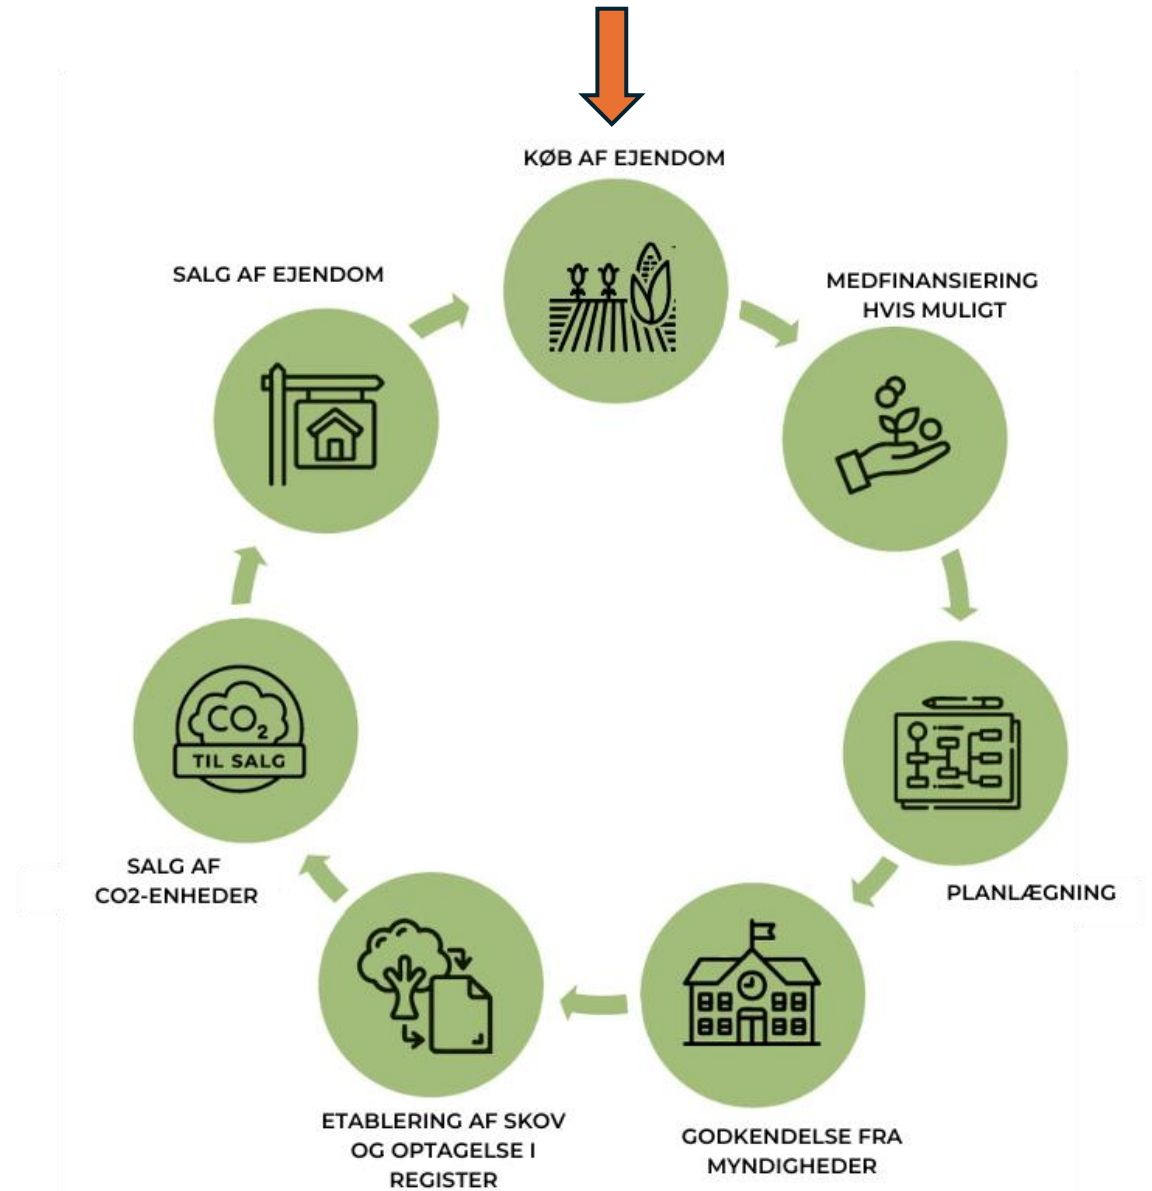 KØB AF EJENDOM
MEDFINANSIERING
HVIS MULIGT
PLANLÆGNING
GODKENDELSE FRA
MYNDIGHEDER
ETABLERING AF SKOV
OG OPTAGELSE I
REGISTER
SALG AF
CO2-ENHEDER
CO2
TIL SALG
SALG AF EJENDOM